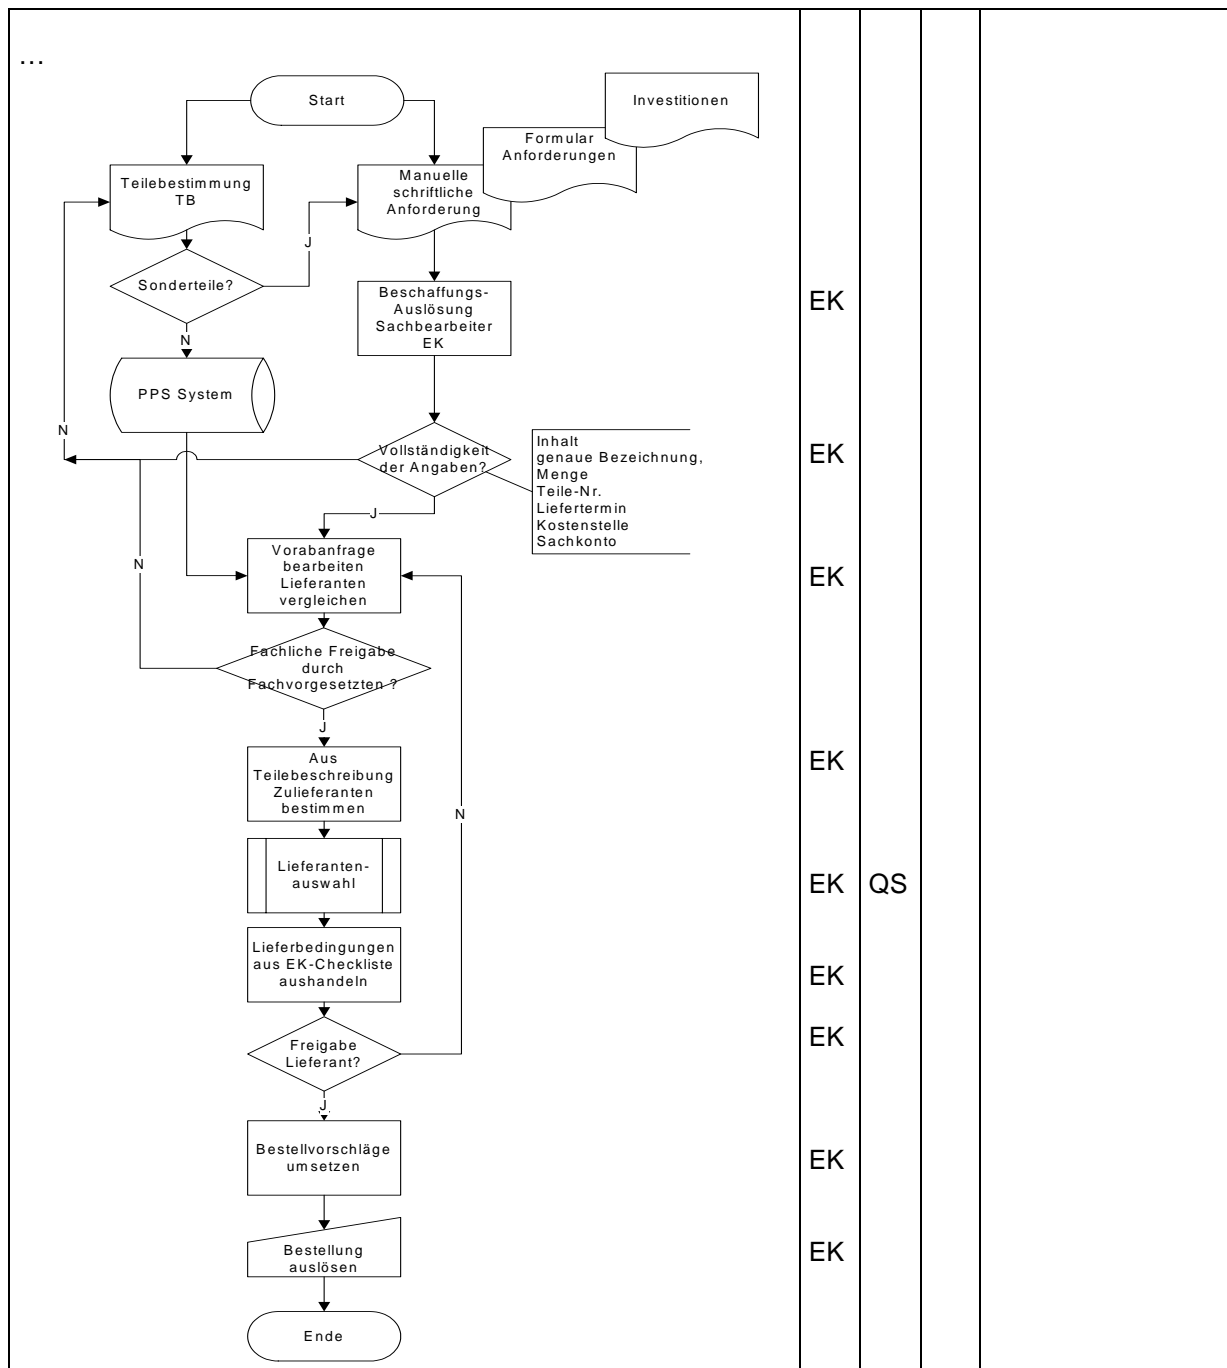 ...
Start
Investitionen
Formular
Anforderungen
Teilebestimmung
TB
Manuelle
schriftliche
Anforderung
J
Sonderteile?
Beschaffungs-
Auslösung
Sachbearbeiter
EK
EK
N
PPS System
N
Vollständigkeit
der Angaben?
Inhalt
genaue Bezeichnung,
Menge
Teile-Nr.
Liefertermin
Kostenstelle
Sachkonto
EK
J
N
Vorabanfrage
bearbeiten
Lieferanten
vergleichen
EK
Fachliche Freigabe
durch
Fachvorgesetzten ?
J
Aus
Teilebeschreibung
Zulieferanten
bestimmen
EK
N
Lieferanten-
auswahl
EK QS
Lieferbedingungen
aus EK-Checkliste
aushandeln
EK
Freigabe
Lieferant?
EK
J
Bestellvorschläge
umsetzen
EK
Bestellung
auslösen
EK
Ende